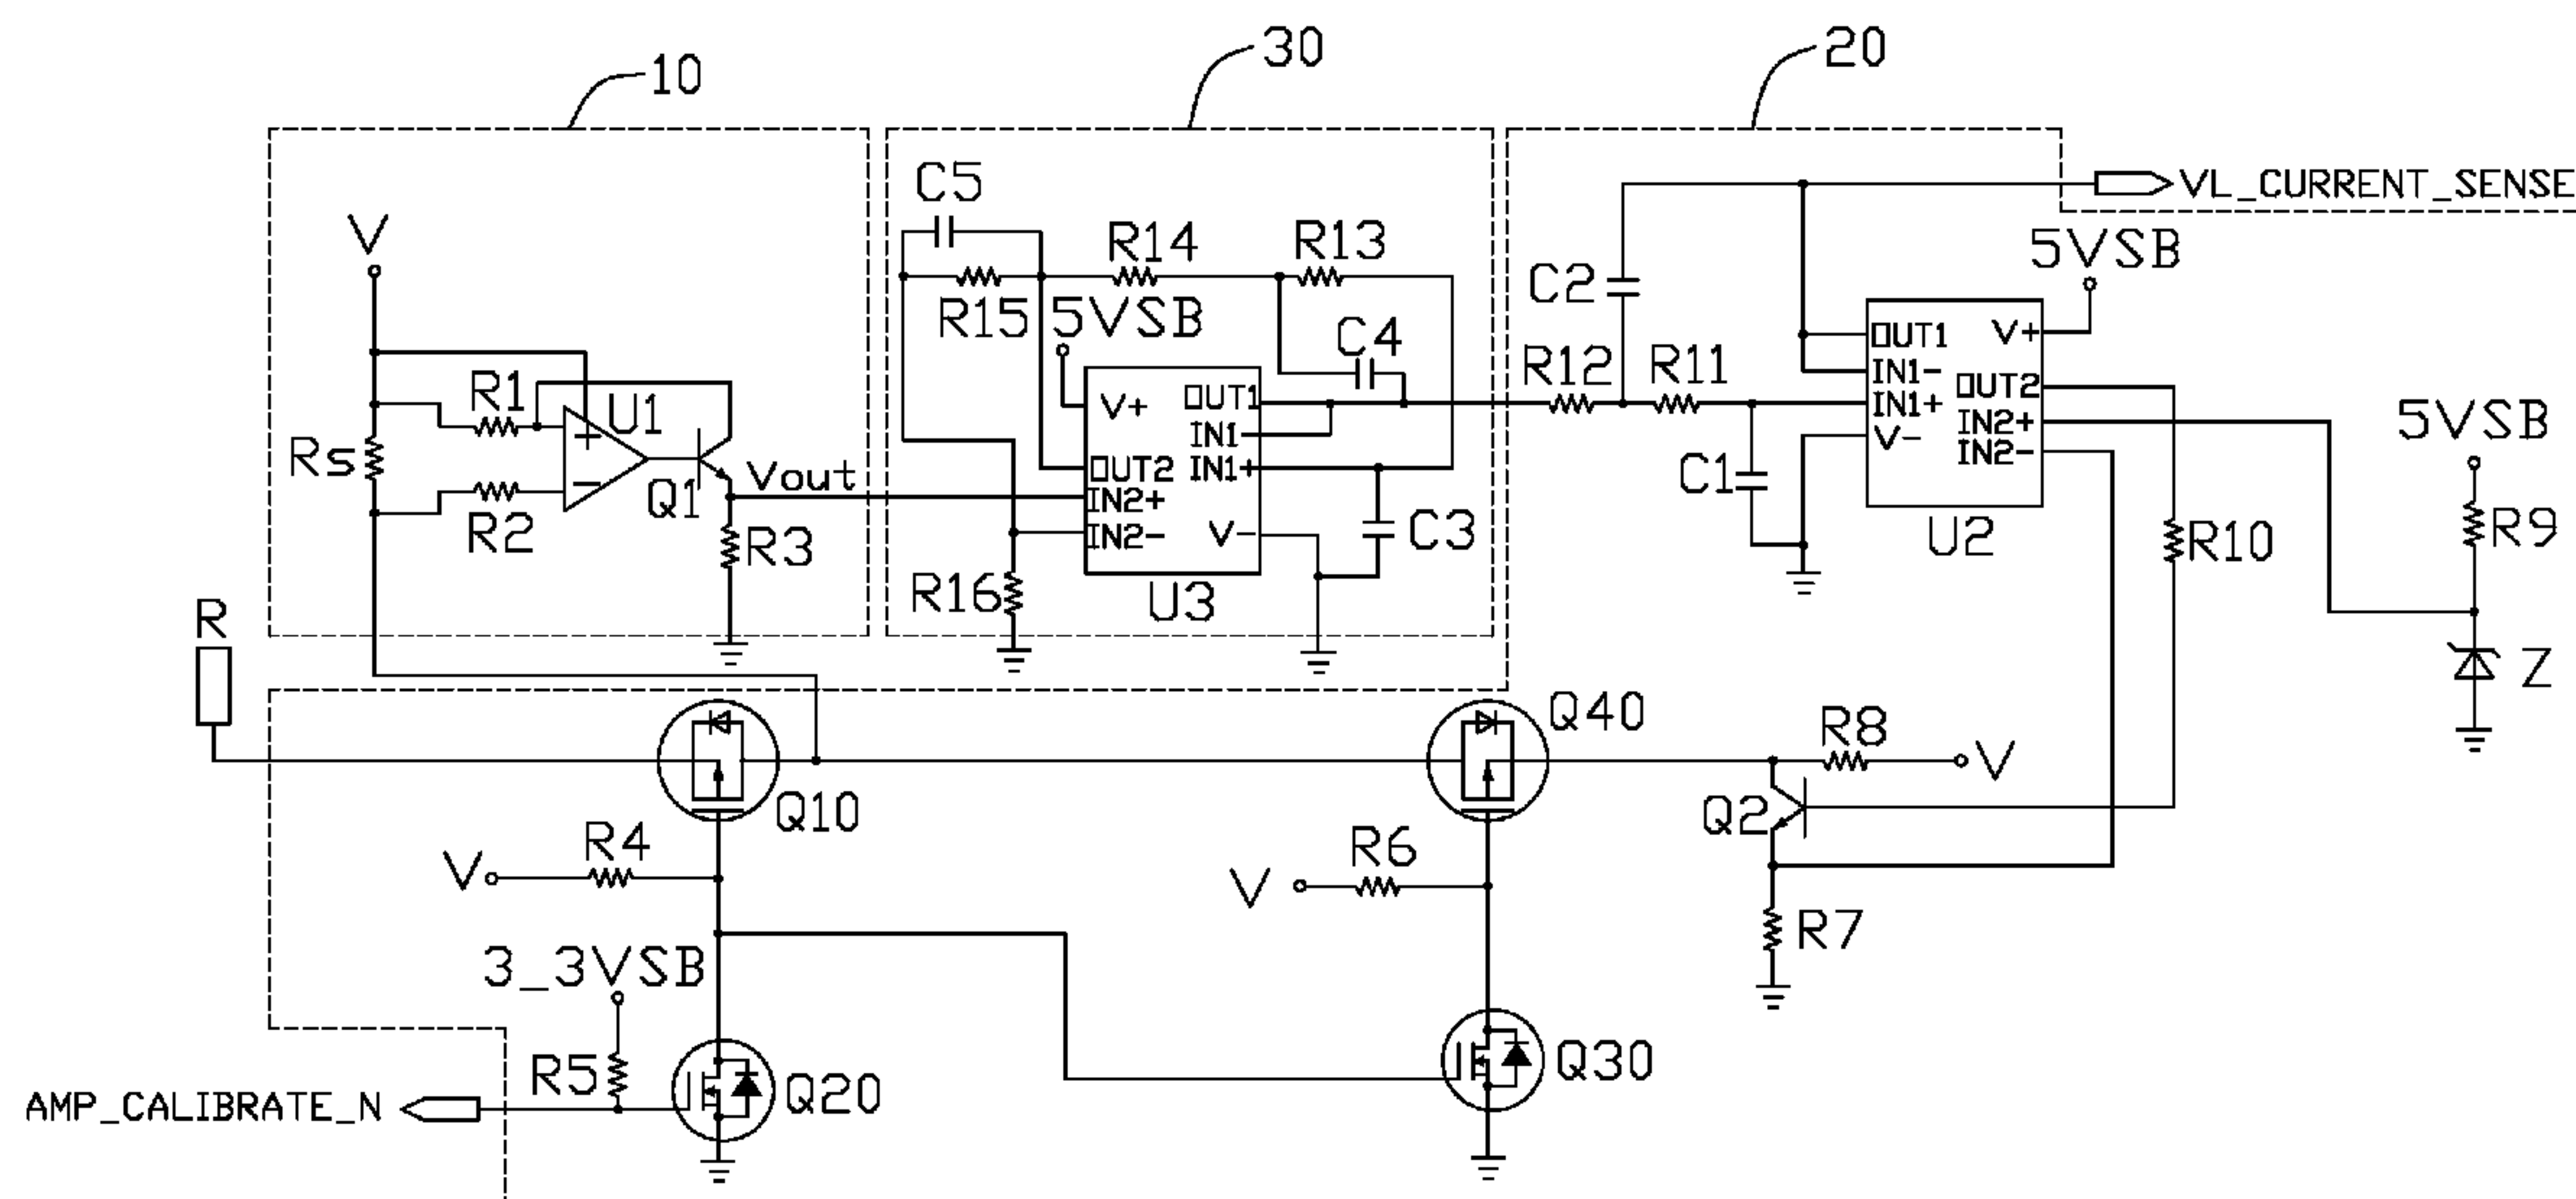 10
30
20
V
R1
U1
Rs
R2
Q1
Vout
R3
C5
R14
R13
R15
5VSB
C4
V+
OUT1
IN1-
OUT2
IN1+
IN2+
IN2-
V-
C3
R16
U3
C2
R12
R11
C1
VL_CURRENT_SENSE
5VSB
OUT1
V+
IN1-
OUT2
IN1+
IN2+
V-
IN2-
U2
R10
5VSB
R9
Z
R
Q10
Q40
R8
V
Q2
R7
V
R4
V
R6
3_3VSB
R5
Q20
Q30
AMP_CALIBRATE_N